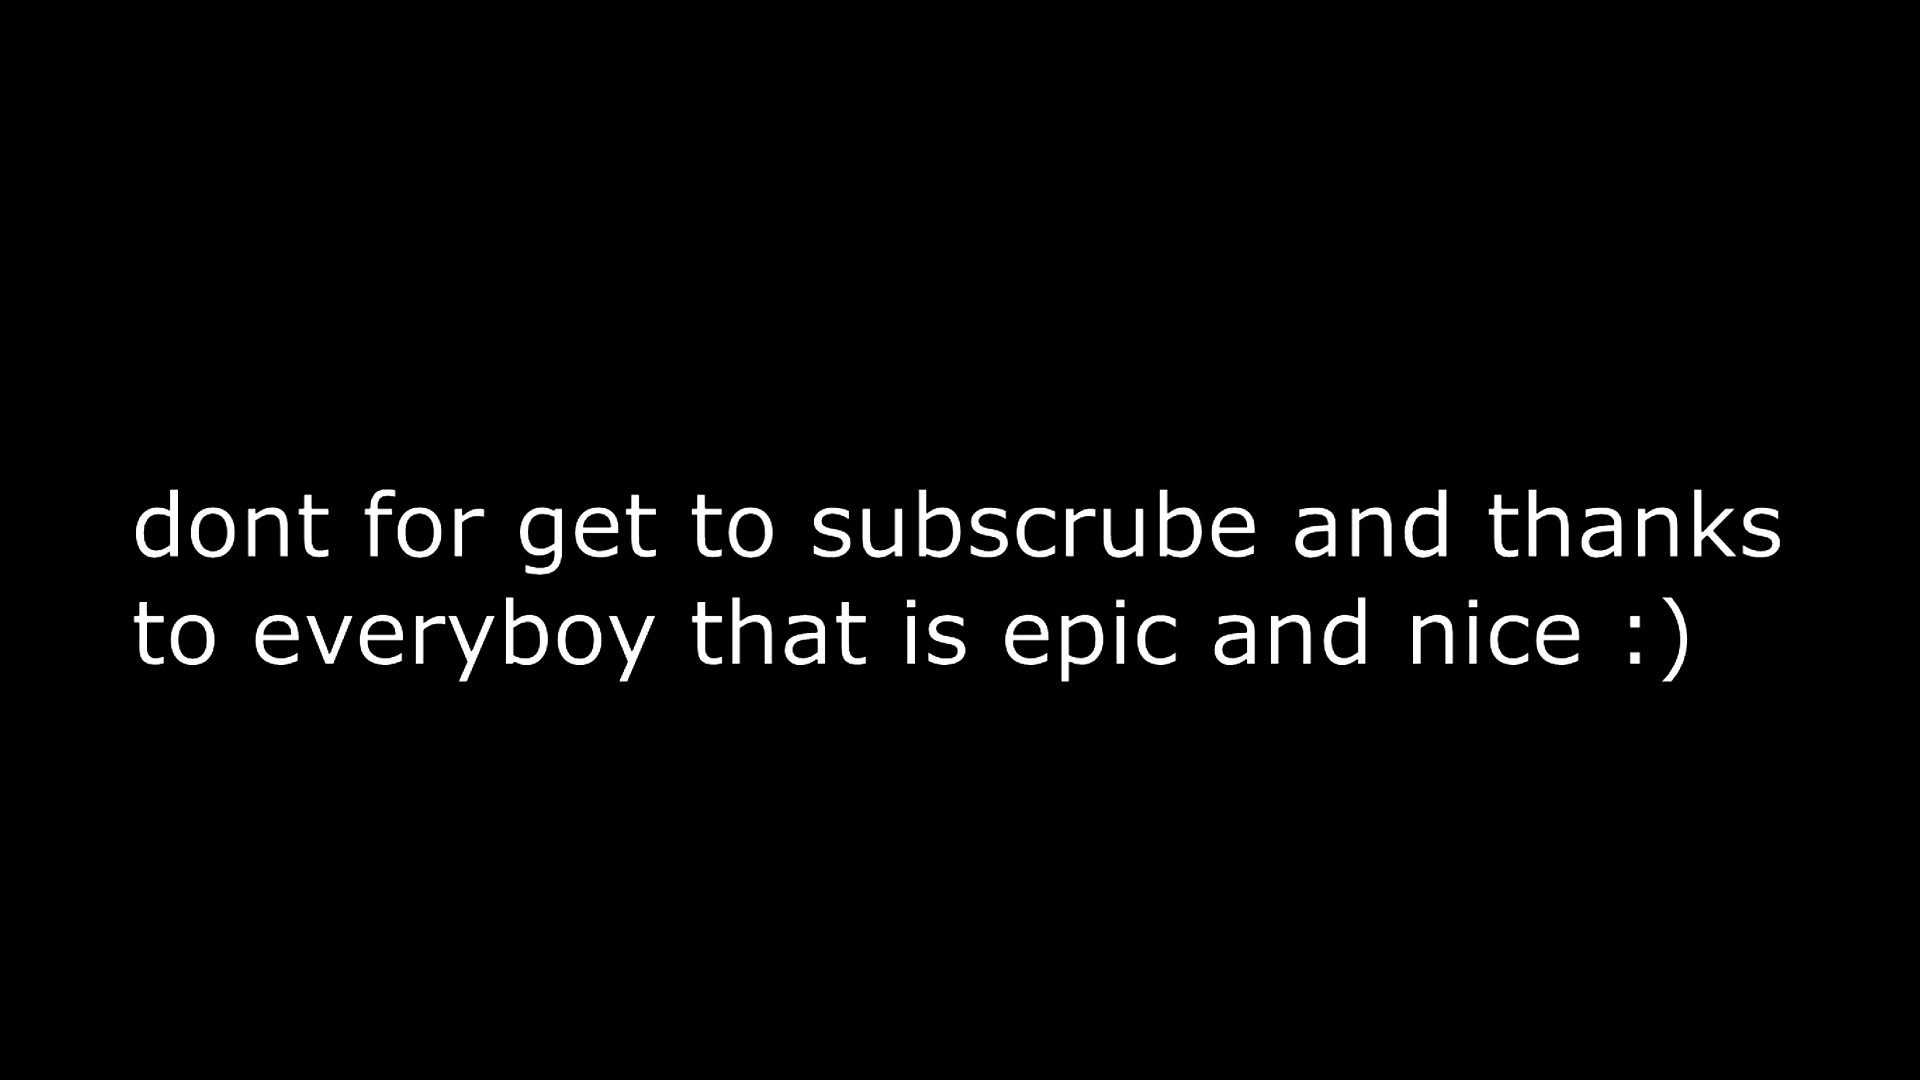 dont for get to subscrube and thanks
to everyboy that is epic and nice :)